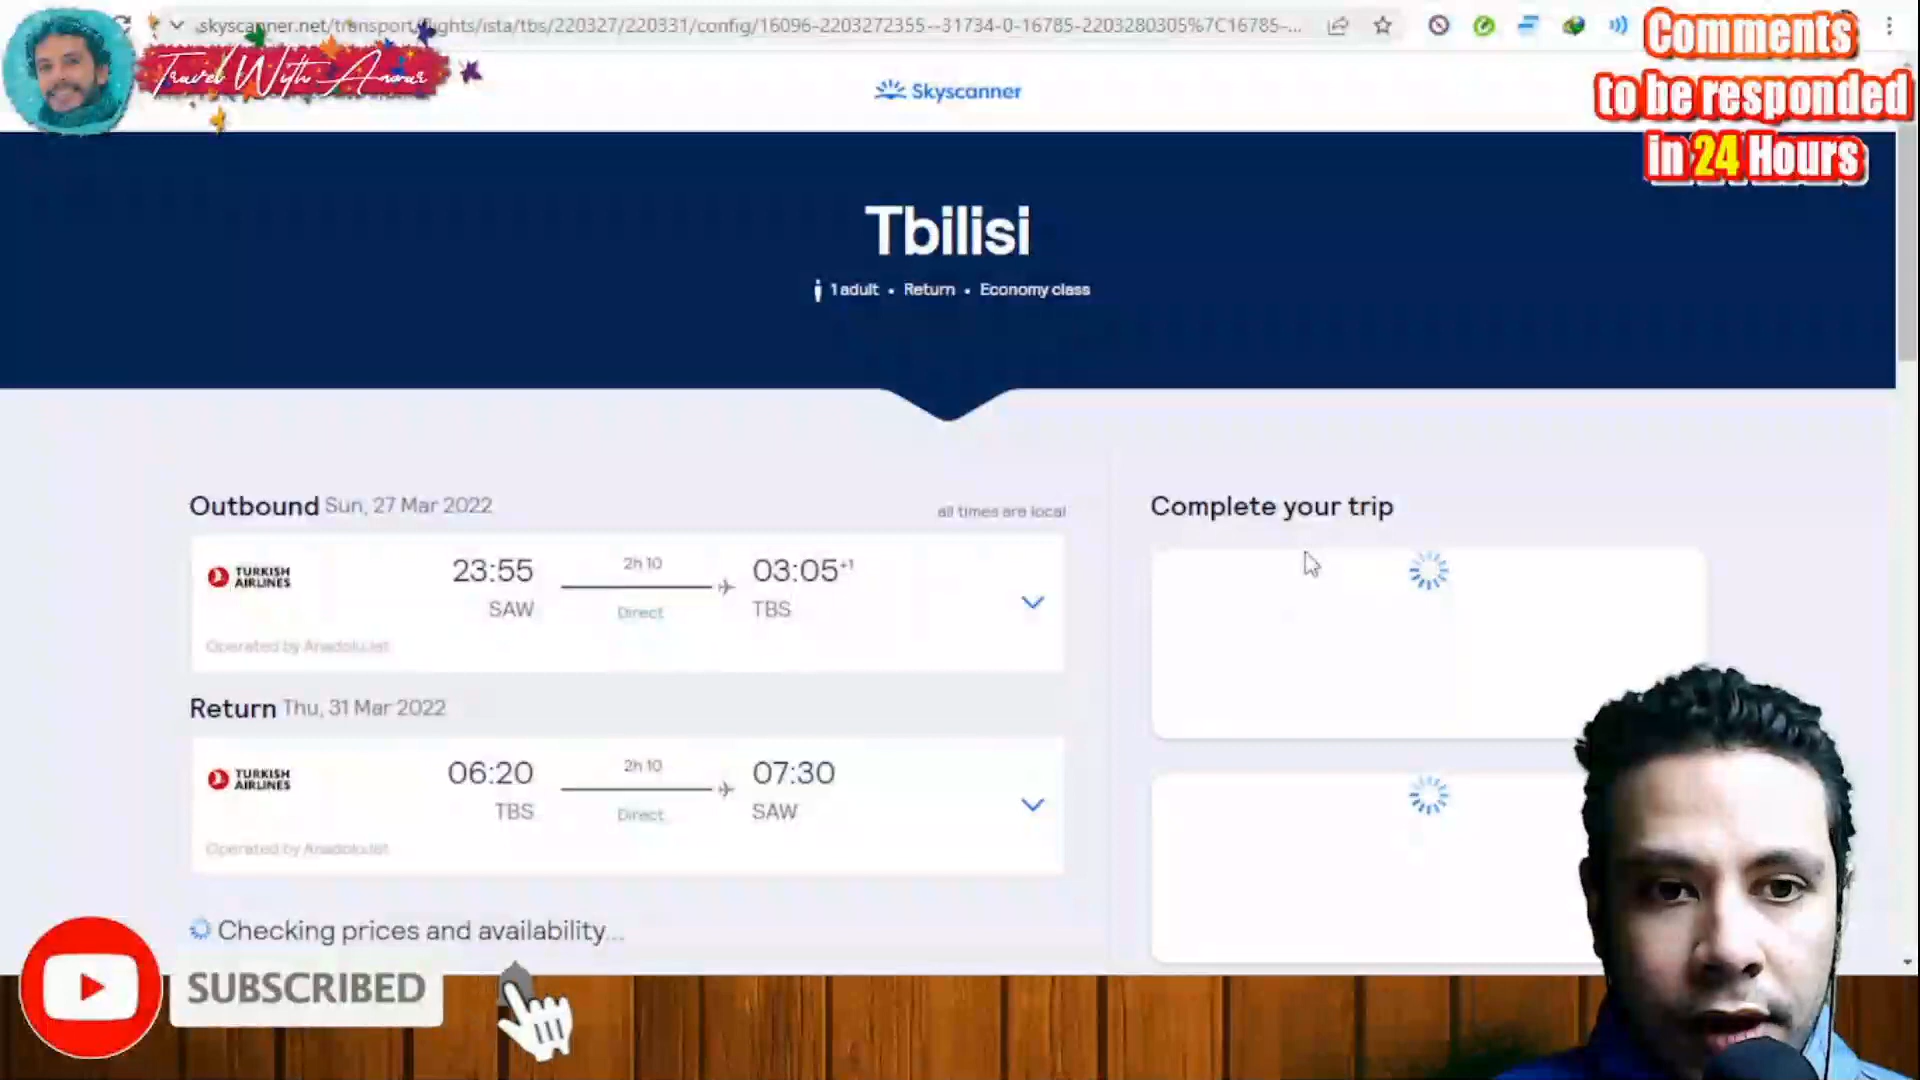 skyscanner.net/transport/flights/ista/tbs/220327/220331/config/16096-2203272355--31734-0-16785-2203280305%7C16785-...
Travel With Anouar
Comments
to be responded
in 24 Hours
Skyscanner
Tbilisi
1 adult • Return • Economy class
Outbound Sun, 27 Mar 2022
all times are local
Complete your trip
TURKISH AIRLINES
23:55
2h 10
03:05+1
SAW
Direct
TBS
Operated by AnadoluJet
Return Thu, 31 Mar 2022
TURKISH AIRLINES
06:20
2h 10
07:30
TBS
Direct
SAW
Operated by AnadoluJet
Checking prices and availability...
SUBSCRIBED